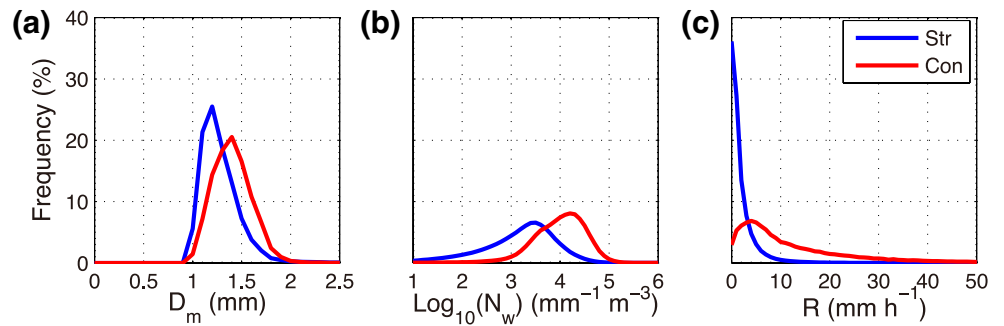 (a) (b) (c)
Str
Con
Frequency (%)
40
30
20
10
0
0 0.5 1 1.5 2 2.5
D_m (mm)
1 2 3 4 5 6
Log_10(N_w) (mm^−1 m^−3)
0 10 20 30 40 50
R (mm h^−1)